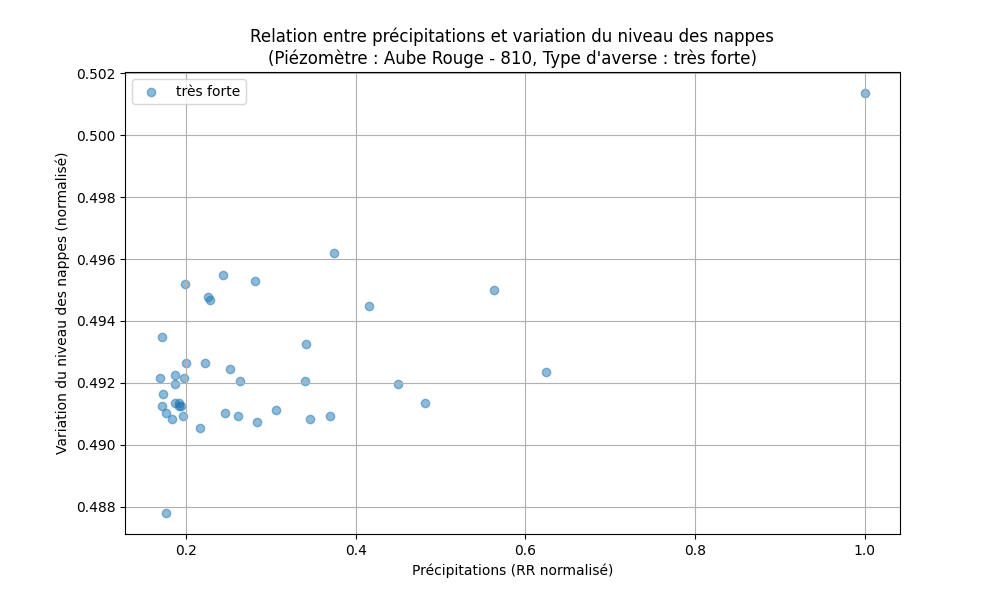 Relation entre précipitations et variation du niveau des nappes
(Piézomètre : Aube Rouge - 810, Type d'averse : très forte)
très forte
Variation du niveau des nappes (normalisé)
0.502
0.500
0.498
0.496
0.494
0.492
0.490
0.488
0.2
0.4
0.6
0.8
1.0
Précipitations (RR normalisé)